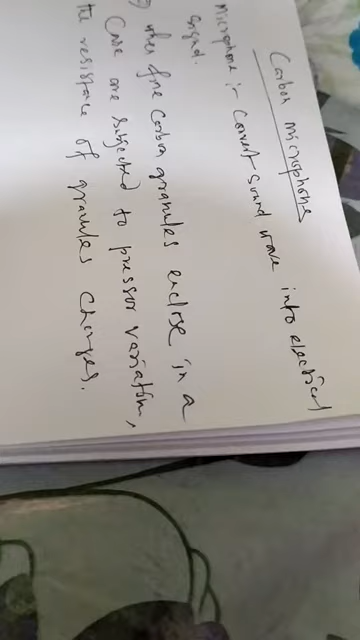 Carbon microphone
Microphone :- Convert sound wave into electrical
signal.
when fine Carbon granules enclose in a
Case are subjected to pressor variation,
the resistance of granules changes.